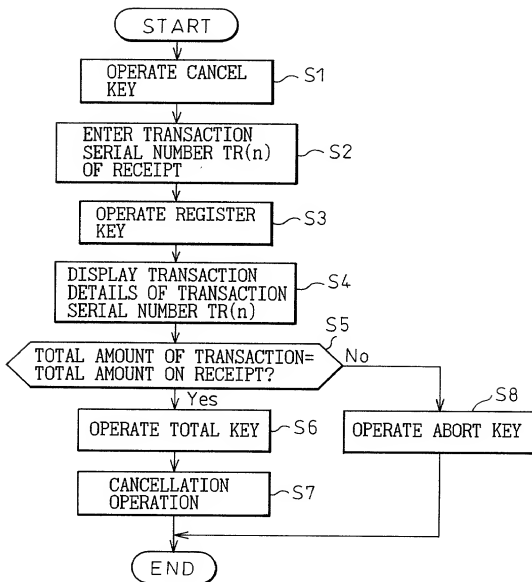 START
OPERATE CANCEL
KEY
S1
ENTER TRANSACTION
SERIAL NUMBER TR(n)
OF RECEIPT
S2
OPERATE REGISTER
KEY
S3
DISPLAY TRANSACTION
DETAILS OF TRANSACTION
SERIAL NUMBER TR(n)
S4
S5
TOTAL AMOUNT OF TRANSACTION=
TOTAL AMOUNT ON RECEIPT?
No
Yes
OPERATE TOTAL KEY
S6
S8
OPERATE ABORT KEY
CANCELLATION
OPERATION
S7
END